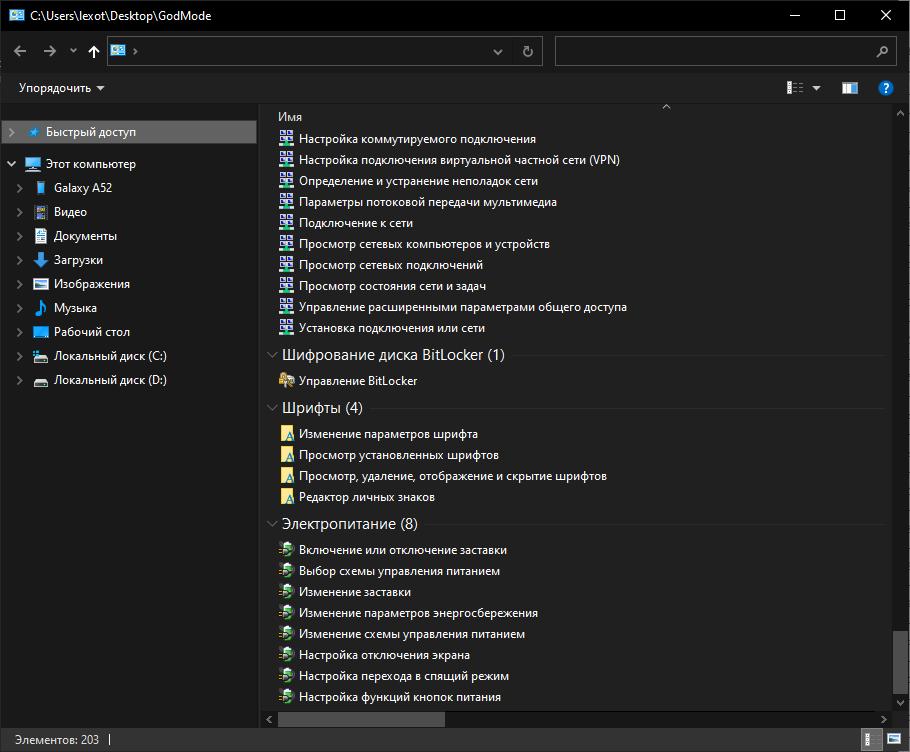 C:\Users\lexot\Desktop\GodMode
Упорядочить
Быстрый доступ
Этот компьютер
Galaxy A52
Видео
Документы
Загрузки
Изображения
Музыка
Рабочий стол
Локальный диск (C:)
Локальный диск (D:)
Имя
Настройка коммутируемого подключения
Настройка подключения виртуальной частной сети (VPN)
Определение и устранение неполадок сети
Параметры потоковой передачи мультимедиа
Подключение к сети
Просмотр сетевых компьютеров и устройств
Просмотр сетевых подключений
Просмотр состояния сети и задач
Управление расширенными параметрами общего доступа
Установка подключения или сети
Шифрование диска BitLocker (1)
Управление BitLocker
Шрифты (4)
Изменение параметров шрифта
Просмотр установленных шрифтов
Просмотр, удаление, отображение и скрытие шрифтов
Редактор личных знаков
Электропитание (8)
Включение или отключение заставки
Выбор схемы управления питанием
Изменение заставки
Изменение параметров энергосбережения
Изменение схемы управления питанием
Настройка отключения экрана
Настройка перехода в спящий режим
Настройка функций кнопок питания
Элементов: 203